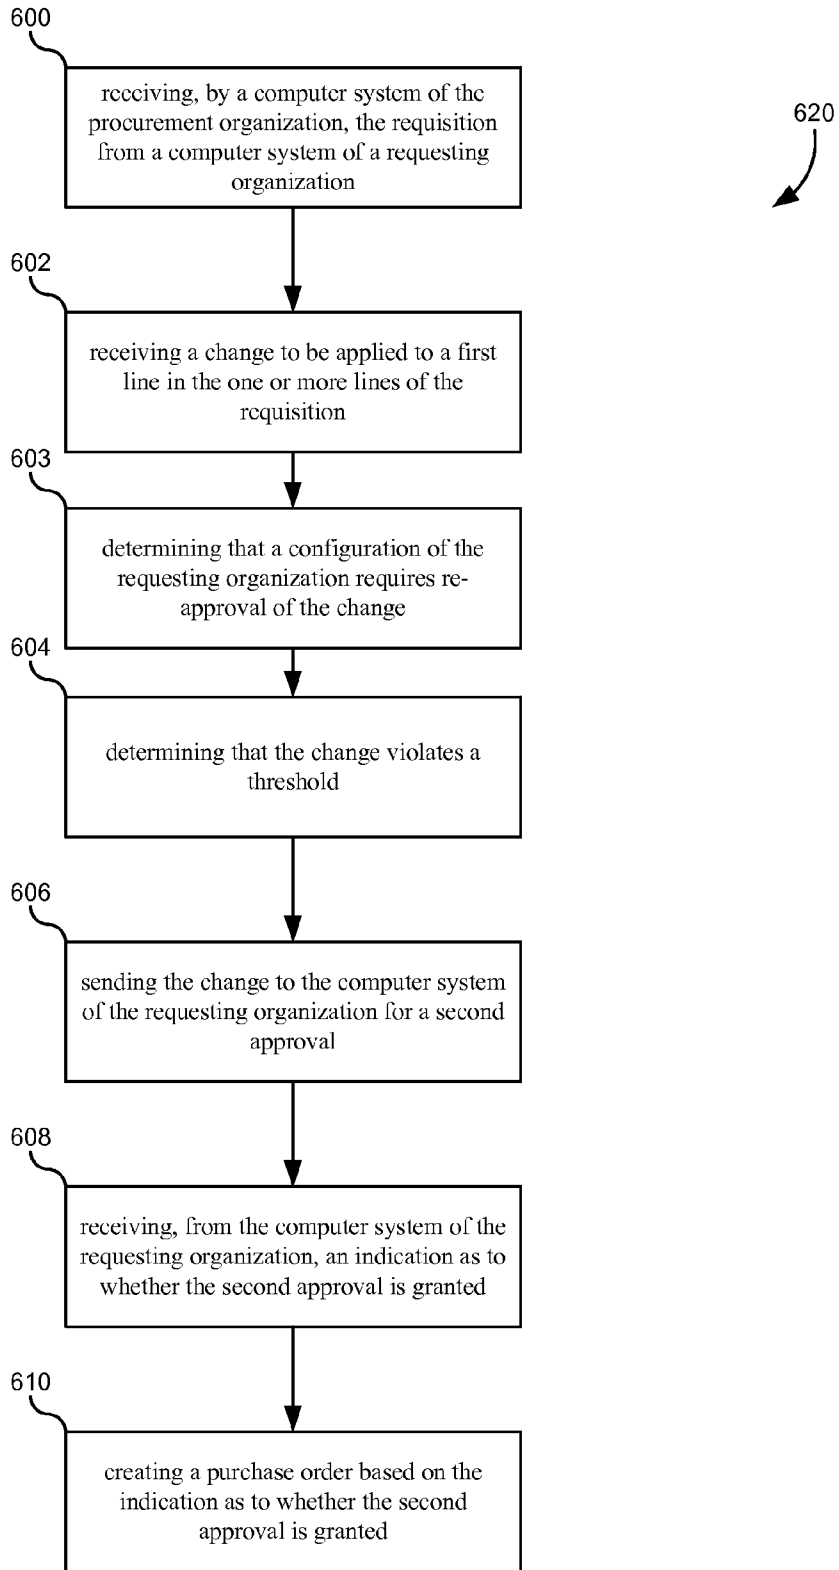 600
receiving, by a computer system of the
procurement organization, the requisition
from a computer system of a requesting
organization
620
602
receiving a change to be applied to a first
line in the one or more lines of the
requisition
603
determining that a configuration of the
requesting organization requires re-
approval of the change
604
determining that the change violates a
threshold
606
sending the change to the computer system
of the requesting organization for a second
approval
608
receiving, from the computer system of the
requesting organization, an indication as to
whether the second approval is granted
610
creating a purchase order based on the
indication as to whether the second
approval is granted